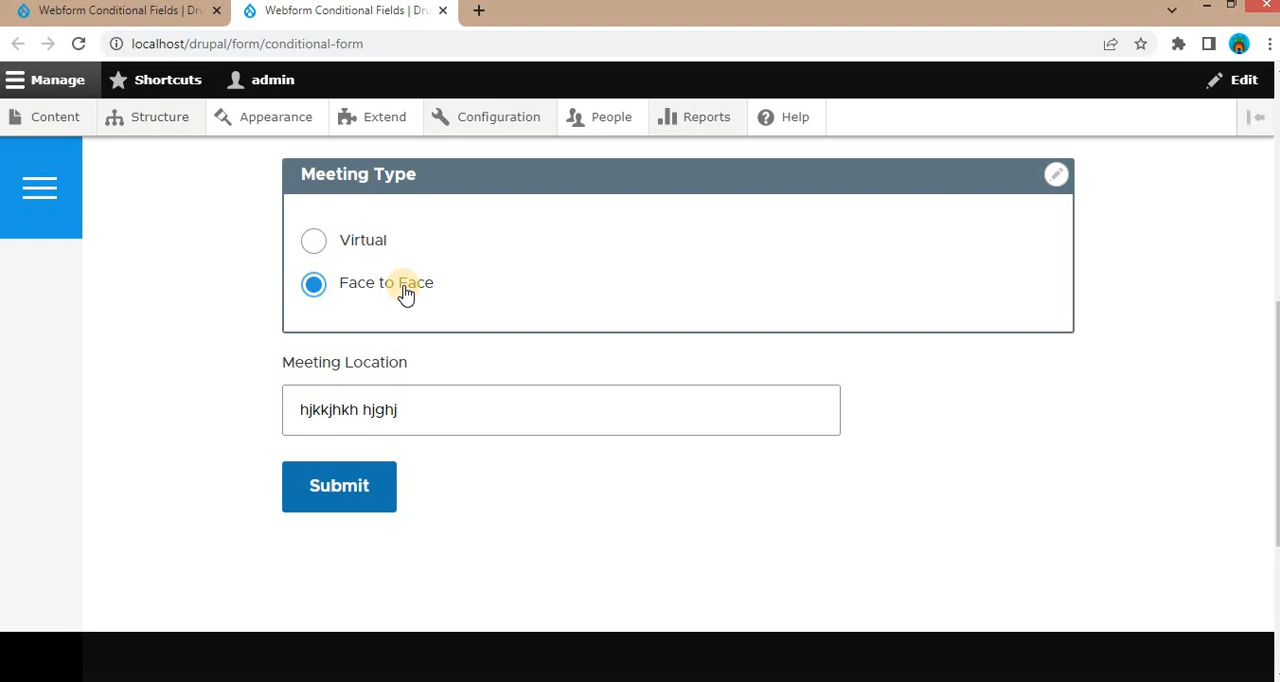 Webform Conditional Fields | Dru
Webform Conditional Fields | Dru
localhost/drupal/form/conditional-form
Manage Shortcuts admin Edit
Content Structure Appearance Extend Configuration People Reports Help
Meeting Type
Virtual
Face to Face
Meeting Location
hjkkjhkh hjghj
Submit